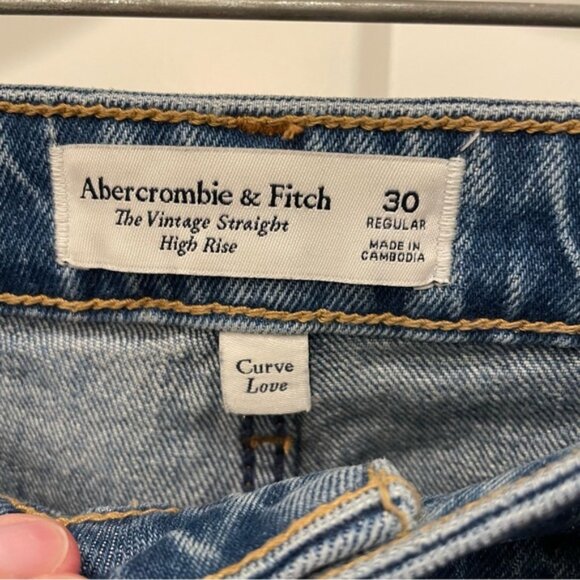 Abercrombie & Fitch
The Vintage Straight
High Rise
30
REGULAR
MADE IN
CAMBODIA
Curve
Love